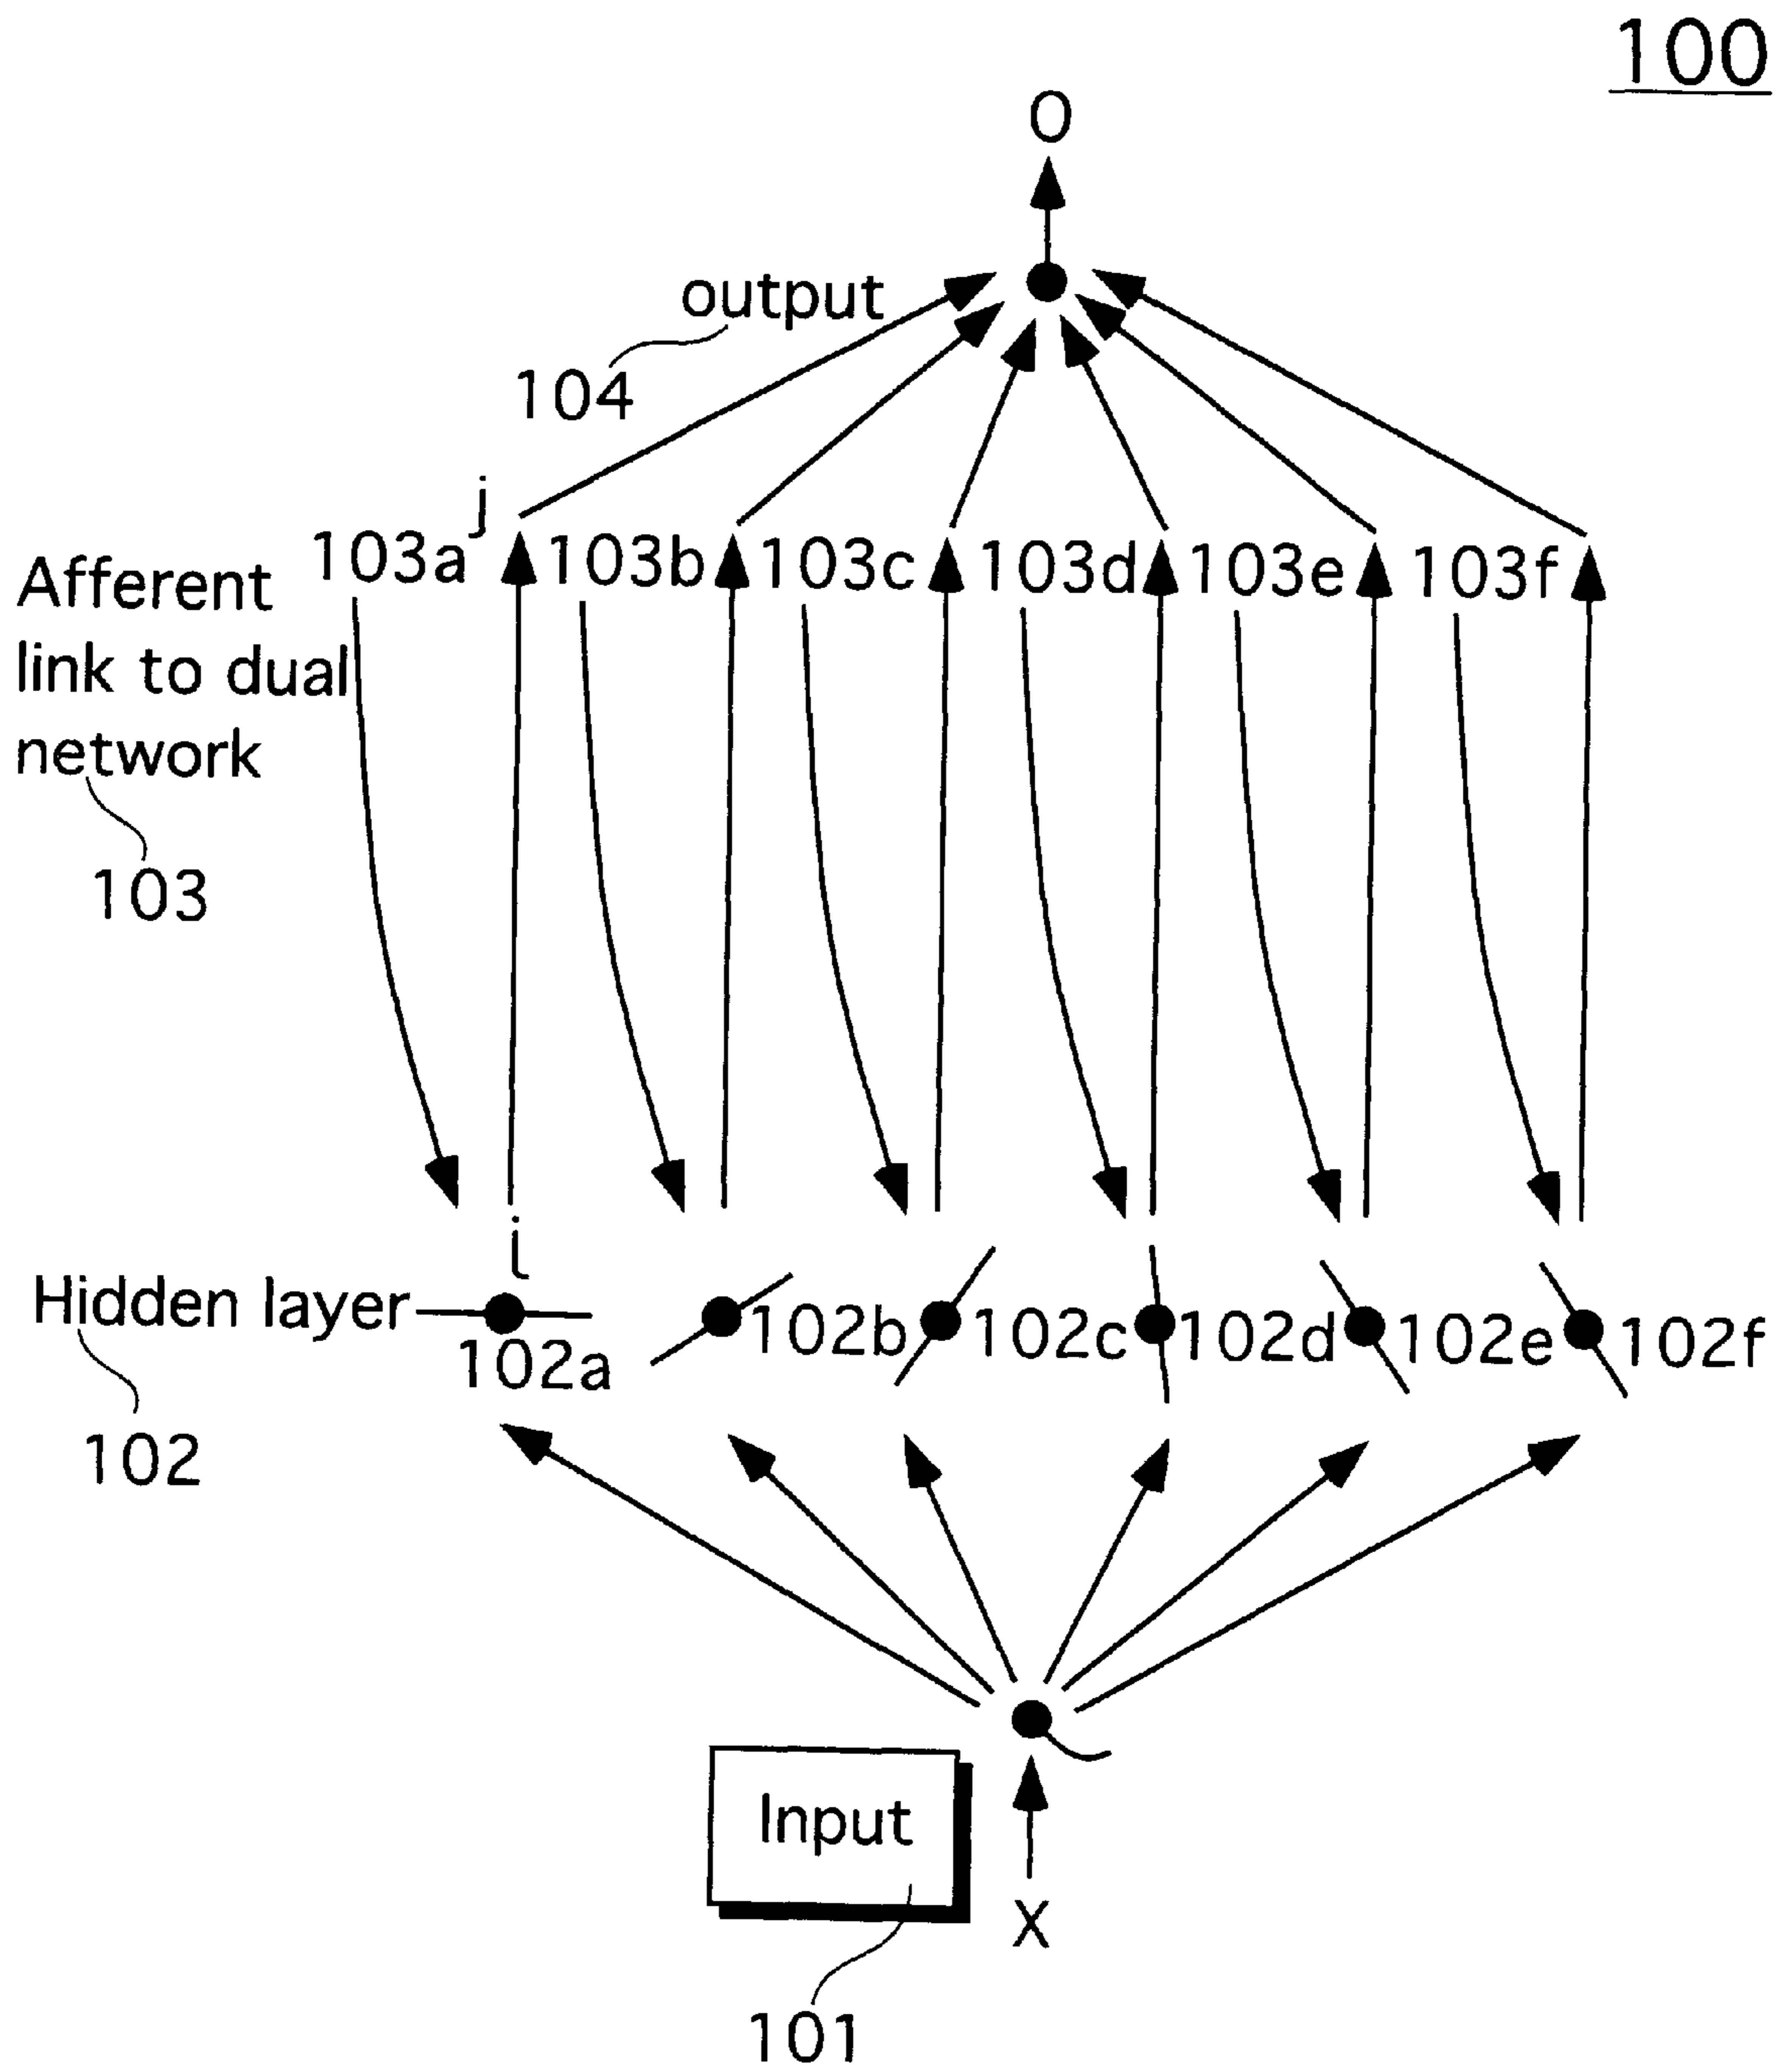 100
O
output
104
j
103a 103b 103c 103d 103e 103f
Afferent
link to dual
network
103
i
Hidden layer
102a 102b 102c 102d 102e 102f
102
Input
X
101